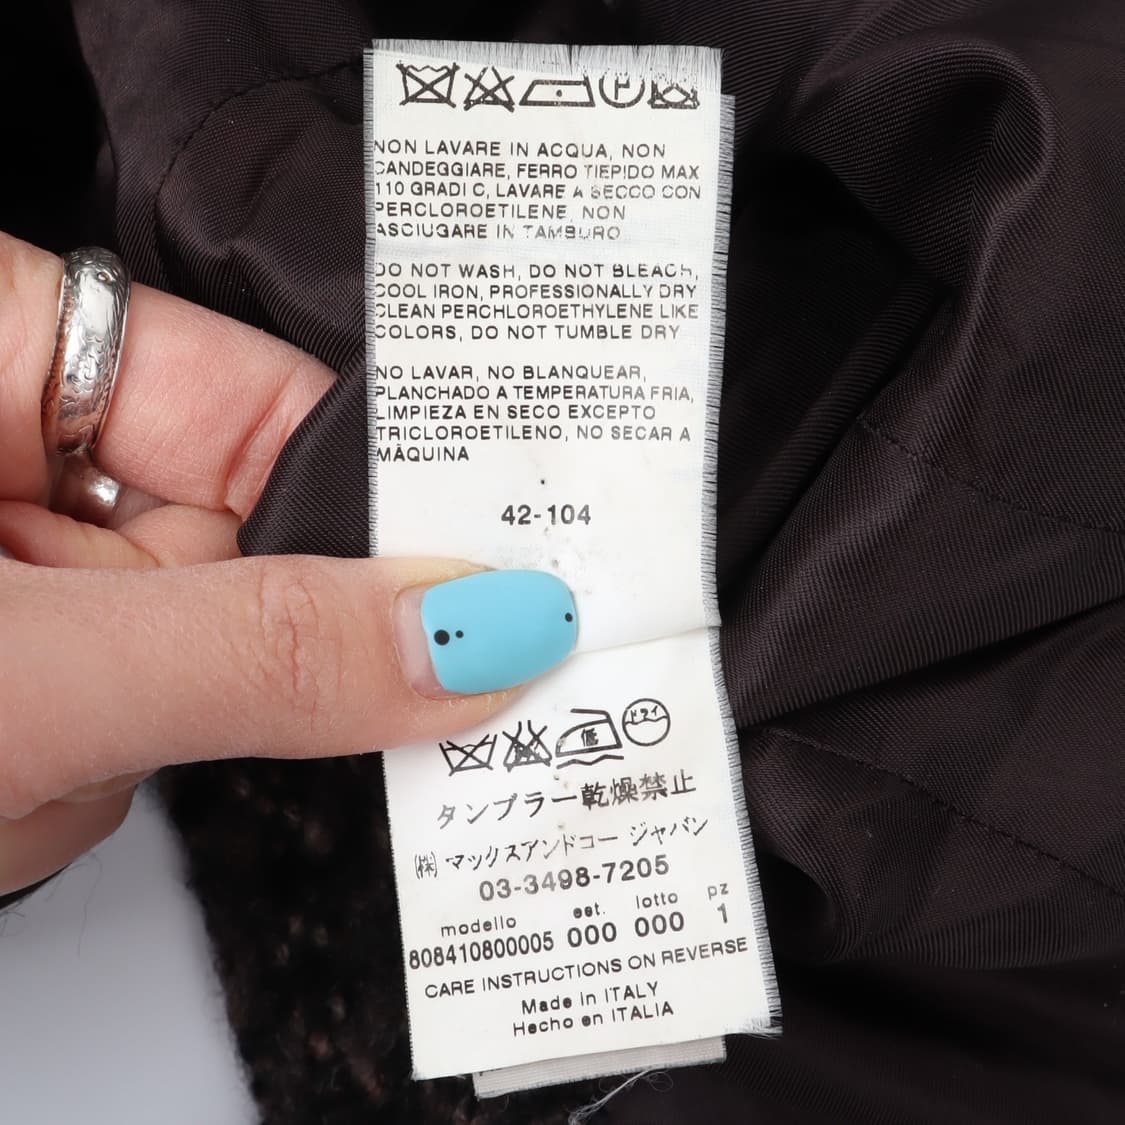 P
NON LAVARE IN ACQUA, NON
CANDEGGIARE, FERRO TIEPIDO MAX
110 GRADI C, LAVARE A SECCO CON
PERCLOROETILENE, NON
ASCIUGARE IN TAMBURO
DO NOT WASH, DO NOT BLEACH,
COOL IRON, PROFESSIONALLY DRY
CLEAN PERCHLOROETHYLENE LIKE
COLORS, DO NOT TUMBLE DRY
NO LAVAR, NO BLANQUEAR,
PLANCHADO A TEMPERATURA FRIA,
LIMPIEZA EN SECO EXCEPTO
TRICLOROETILENO, NO SECAR A
MÃQUINA
42-104
低 ドライ
タンブラー乾燥禁止
㈱ マックスアンドコー ジャパン
03-3498-7205
modello est. lotto pz
808410800005 000 000 1
CARE INSTRUCTIONS ON REVERSE
Made in ITALY
Hecho en ITALIA